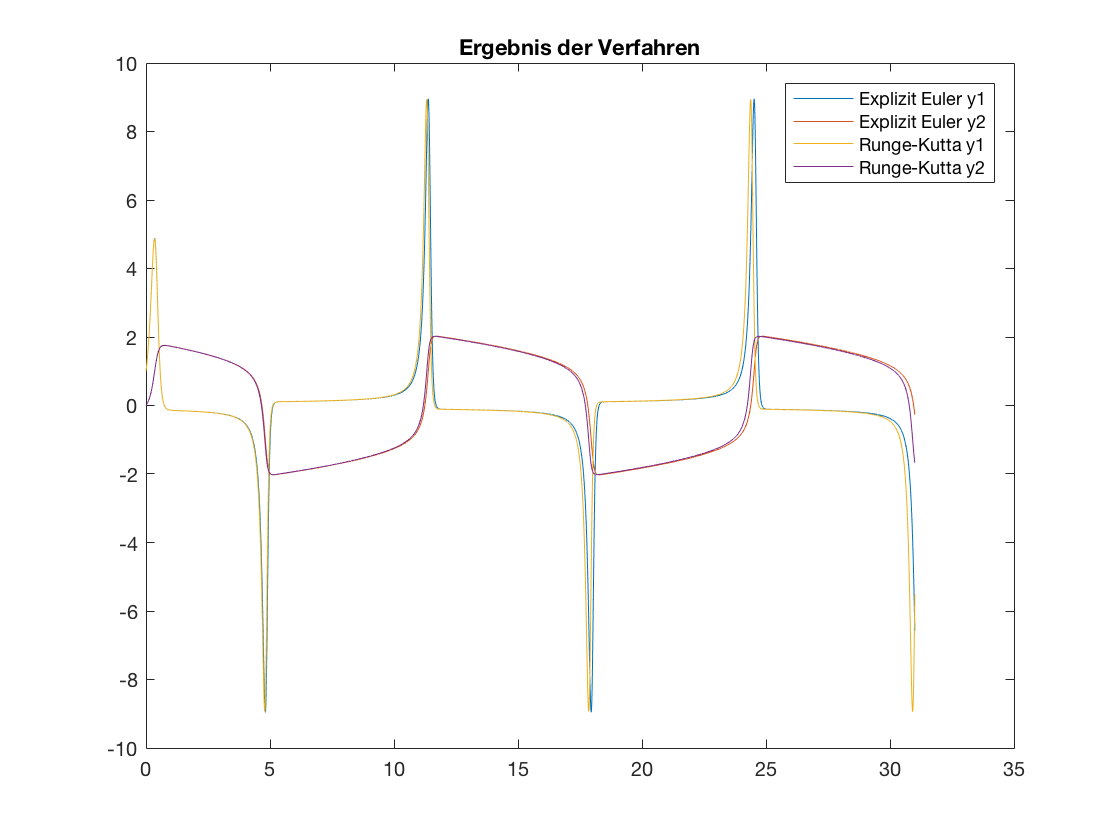 Ergebnis der Verfahren
10
8
6
4
2
0
-2
-4
-6
-8
-10
0 5 10 15 20 25 30 35
Explizit Euler y1
Explizit Euler y2
Runge-Kutta y1
Runge-Kutta y2